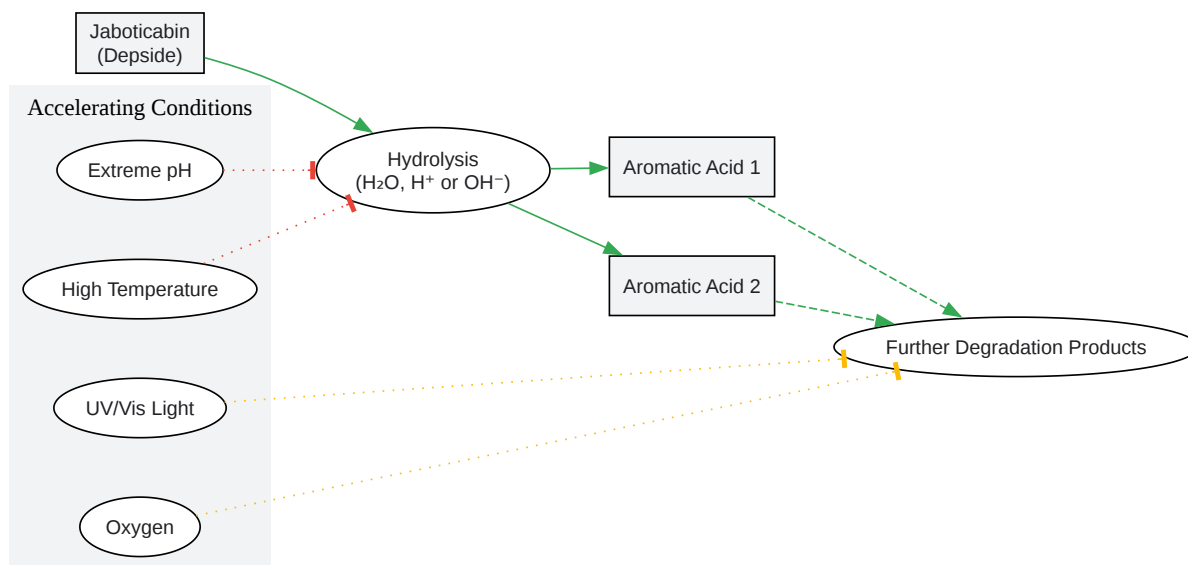 Jaboticabin
(Depside)
Accelerating Conditions
Extreme pH
High Temperature
UV/Vis Light
Oxygen
Hydrolysis
(H₂O, H⁺ or OH⁻)
Aromatic Acid 1
Aromatic Acid 2
Further Degradation Products